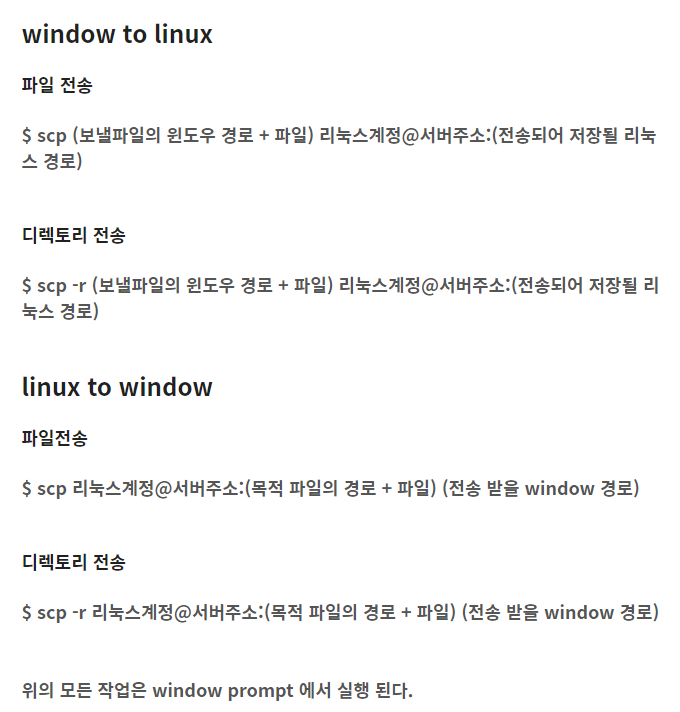 window to linux
파일 전송
$ scp (보낼파일의 윈도우 경로 + 파일) 리눅스계정@서버주소:(전송되어 저장될 리눅
스 경로)
디렉토리 전송
$ scp -r (보낼파일의 윈도우 경로 + 파일) 리눅스계정@서버주소:(전송되어 저장될 리
눅스 경로)
linux to window
파일전송
$ scp 리눅스계정@서버주소:(목적 파일의 경로 + 파일) (전송 받을 window 경로)
디렉토리 전송
$ scp -r 리눅스계정@서버주소:(목적 파일의 경로 + 파일) (전송 받을 window 경로)
위의 모든 작업은 window prompt 에서 실행 된다.